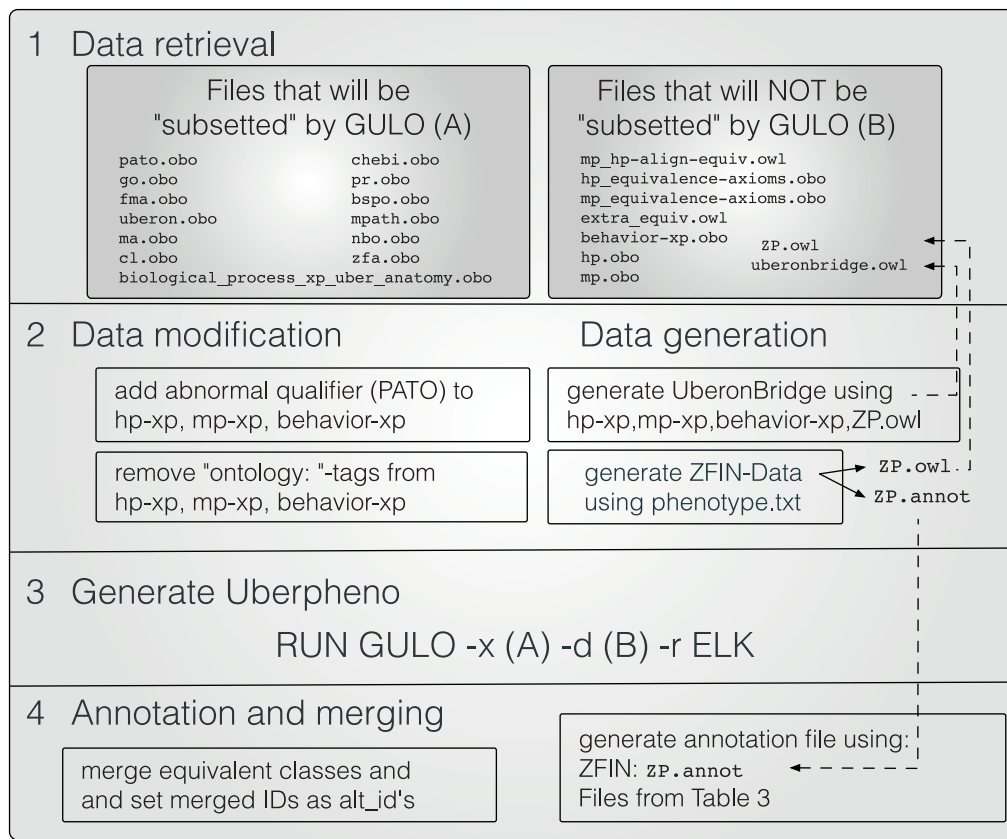 1 Data retrieval
Files that will be
"subsetted" by GULO (A)
pato.obo
go.obo
fma.obo
uberon.obo
ma.obo
cl.obo
chebi.obo
pr.obo
bspo.obo
mpath.obo
nbo.obo
zfa.obo
biological_process_xp_uber_anatomy.obo
Files that will NOT be
"subsetted" by GULO (B)
mp_hp-align-equiv.owl
hp_equivalence-axioms.obo
mp_equivalence-axioms.obo
extra_equiv.owl
behavior-xp.obo
hp.obo
mp.obo
ZP.owl
uberonbridge.owl
2 Data modification
add abnormal qualifier (PATO) to
hp-xp, mp-xp, behavior-xp
remove "ontology: "-tags from
hp-xp, mp-xp, behavior-xp
Data generation
generate UberonBridge using
hp-xp,mp-xp,behavior-xp,ZP.owl
generate ZFIN-Data
using phenotype.txt
ZP.owl
ZP.annot
3 Generate Uberpheno
RUN GULO -x (A) -d (B) -r ELK
4 Annotation and merging
merge equivalent classes and
and set merged IDs as alt_id's
generate annotation file using:
ZFIN: ZP.annot
Files from Table 3